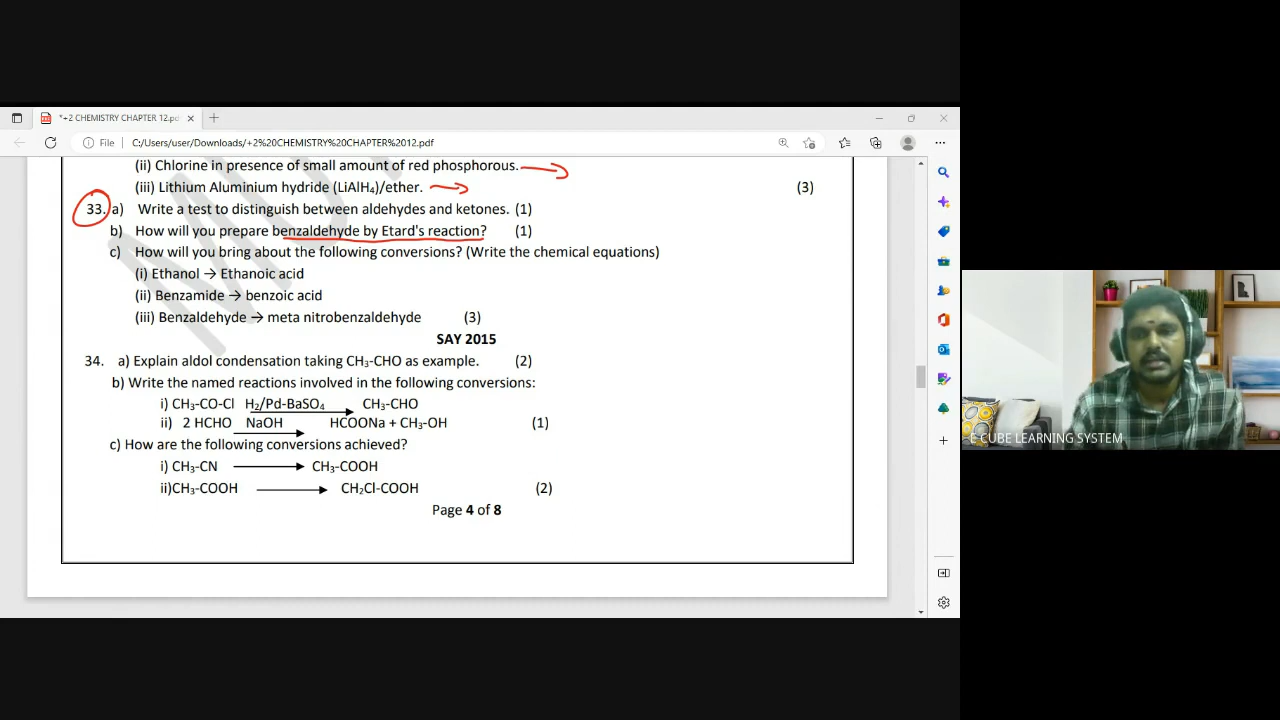 *+2 CHEMISTRY CHAPTER 12.pd
File C:/Users/user/Downloads/+2%20CHEMISTRY%20CHAPTER%2012.pdf
(ii) Chlorine in presence of small amount of red phosphorous.
(iii) Lithium Aluminium hydride (LiAlH₄)/ether. (3)
33. a) Write a test to distinguish between aldehydes and ketones. (1)
b) How will you prepare benzaldehyde by Etard's reaction? (1)
c) How will you bring about the following conversions? (Write the chemical equations)
(i) Ethanol → Ethanoic acid
(ii) Benzamide → benzoic acid
(iii) Benzaldehyde → meta nitrobenzaldehyde (3)
SAY 2015
34. a) Explain aldol condensation taking CH₃-CHO as example. (2)
b) Write the named reactions involved in the following conversions:
i) CH₃-CO-Cl H₂/Pd-BaSO₄ CH₃-CHO
ii) 2 HCHO NaOH HCOONa + CH₃-OH (1)
c) How are the following conversions achieved?
i) CH₃-CN CH₃-COOH
ii)CH₃-COOH CH₂Cl-COOH (2)
Page 4 of 8
C CUBE LEARNING SYSTEM